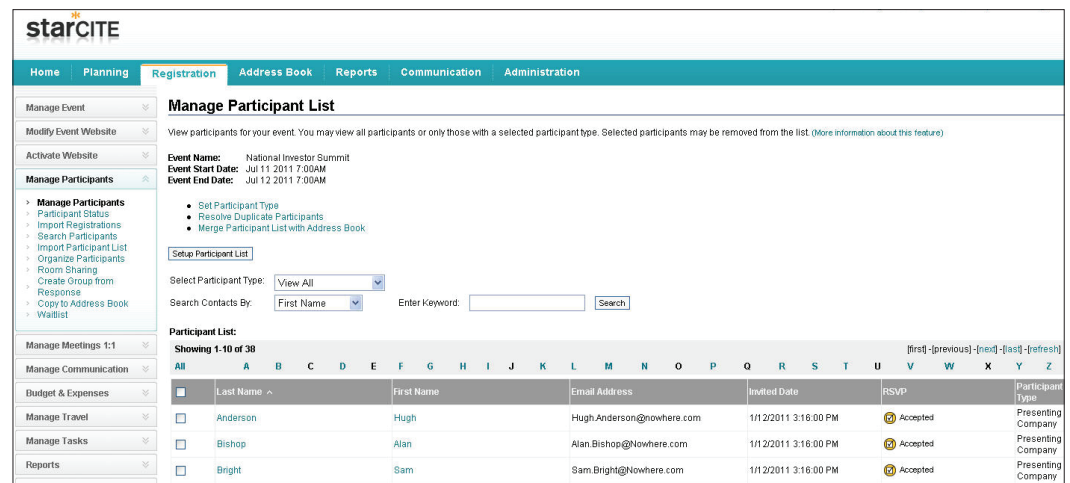 starCITE
Home Planning Registration Address Book Reports Communication Administration
Manage Event
Modify Event Website
Activate Website
Manage Participants
Manage Participants
Participant Status
Import Registrations
Search Participants
Import Participant List
Organize Participants
Room Sharing
Create Group from
Response
Copy to Address Book
Waitlist
Manage Meetings 1:1
Manage Communication
Budget & Expenses
Manage Travel
Manage Tasks
Reports
Manage Participant List
View participants for your event. You may view all participants or only those with a selected participant type. Selected participants may be removed from the list. (More information about this feature)
Event Name: National Investor Summit
Event Start Date: Jul 11 2011 7:00AM
Event End Date: Jul 12 2011 7:00AM
Set Participant Type
Resolve Duplicate Participants
Merge Participant List with Address Book
Setup Participant List
Select Participant Type: View All
Search Contacts By: First Name Enter Keyword: Search
Participant List:
Showing 1-10 of 38 [first] -[previous] -[next] -[last] -[refresh]
All A B C D E F G H I J K L M N O P Q R S T U V W X Y Z
Last Name First Name Email Address Invited Date RSVP Participant
Type
Anderson Hugh Hugh.Anderson@nowhere.com 1/12/2011 3:16:00 PM Accepted Presenting
Company
Bishop Alan Alan.Bishop@Nowhere.com 1/12/2011 3:16:00 PM Accepted Presenting
Company
Bright Sam Sam.Bright@Nowhere.com 1/12/2011 3:16:00 PM Accepted Presenting
Company